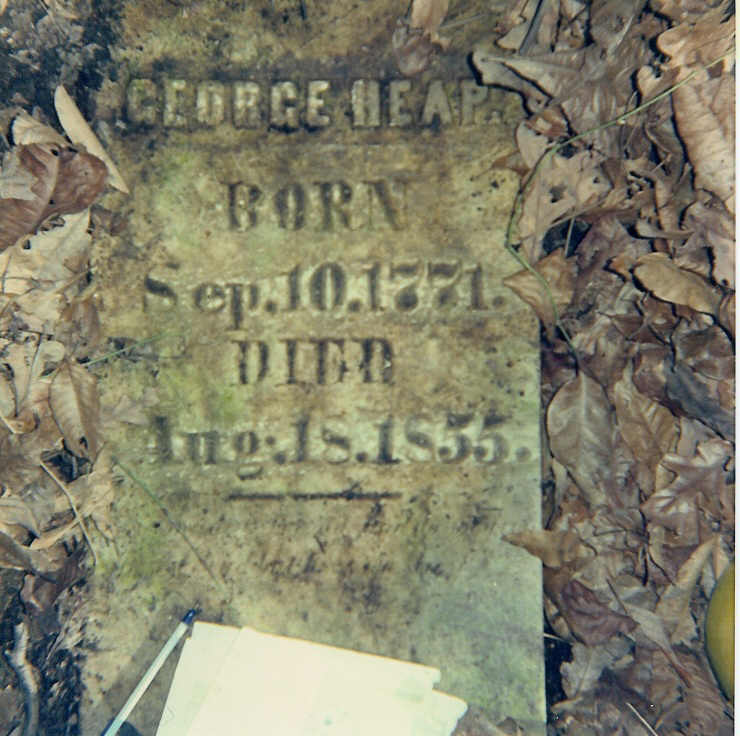 GEORGE HEAP.
BORN
Sep.10.1771.
DIED
Aug:18.1855.